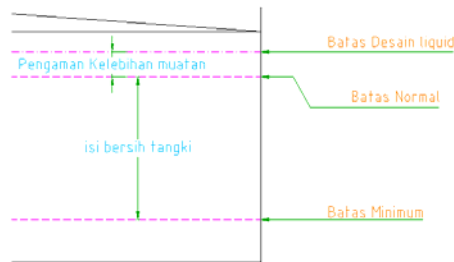 Batas Desain liquid
Pengaman Kelebihan muatan
Batas Normal
isi bersih tangki
Batas Minimum